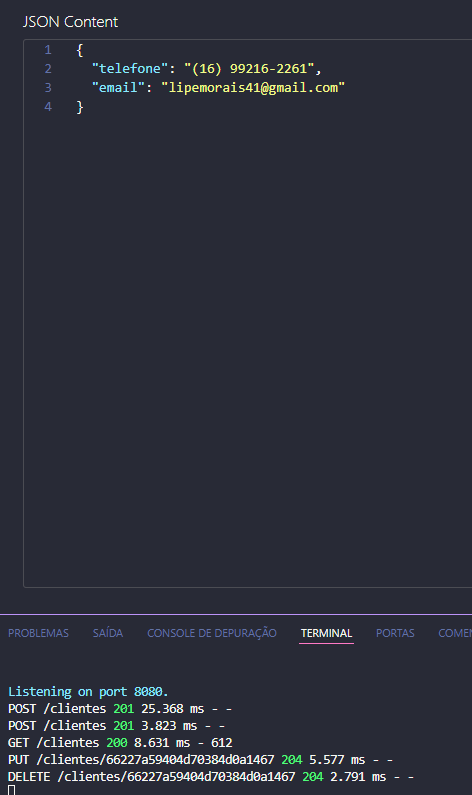 JSON Content
1 {
2 "telefone": "(16) 99216-2261",
3 "email": "lipemorais41@gmail.com"
4 }
PROBLEMAS SAÍDA CONSOLE DE DEPURAÇÃO TERMINAL PORTAS COMEN
Listening on port 8080.
POST /clientes 201 25.368 ms - -
POST /clientes 201 3.823 ms - -
GET /clientes 200 8.631 ms - 612
PUT /clientes/66227a59404d70384d0a1467 204 5.577 ms - -
DELETE /clientes/66227a59404d70384d0a1467 204 2.791 ms - -